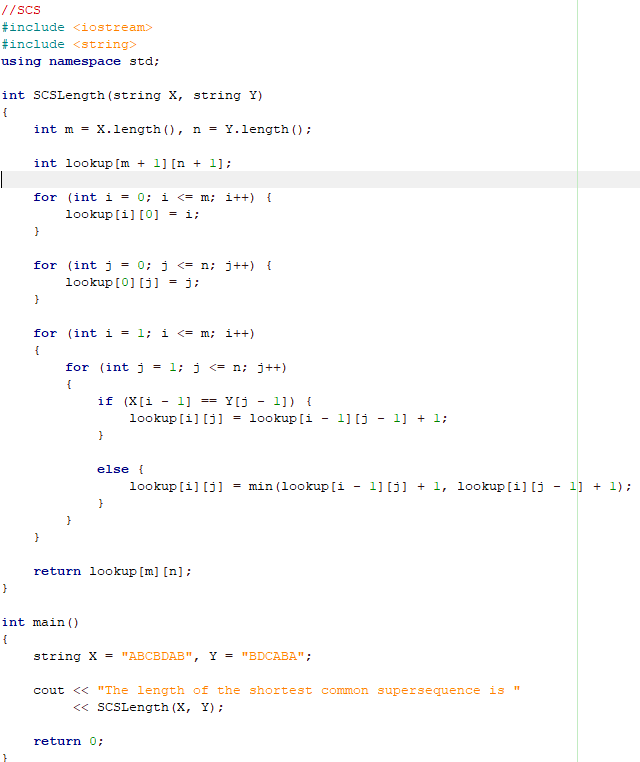 //SCS
#include <iostream>
#include <string>
using namespace std;
int SCSLength(string X, string Y)
{
    int m = X.length(), n = Y.length();
    int lookup[m + 1][n + 1];
    for (int i = 0; i <= m; i++) {
        lookup[i][0] = i;
    }
    for (int j = 0; j <= n; j++) {
        lookup[0][j] = j;
    }
    for (int i = 1; i <= m; i++)
    {
        for (int j = 1; j <= n; j++)
        {
            if (X[i - 1] == Y[j - 1]) {
                lookup[i][j] = lookup[i - 1][j - 1] + 1;
            }
            else {
                lookup[i][j] = min(lookup[i - 1][j] + 1, lookup[i][j - 1] + 1);
            }
        }
    }
    return lookup[m][n];
}
int main()
{
    string X = "ABCBDAB", Y = "BDCABA";
    cout << "The length of the shortest common supersequence is "
         << SCSLength(X, Y);
    return 0;
}